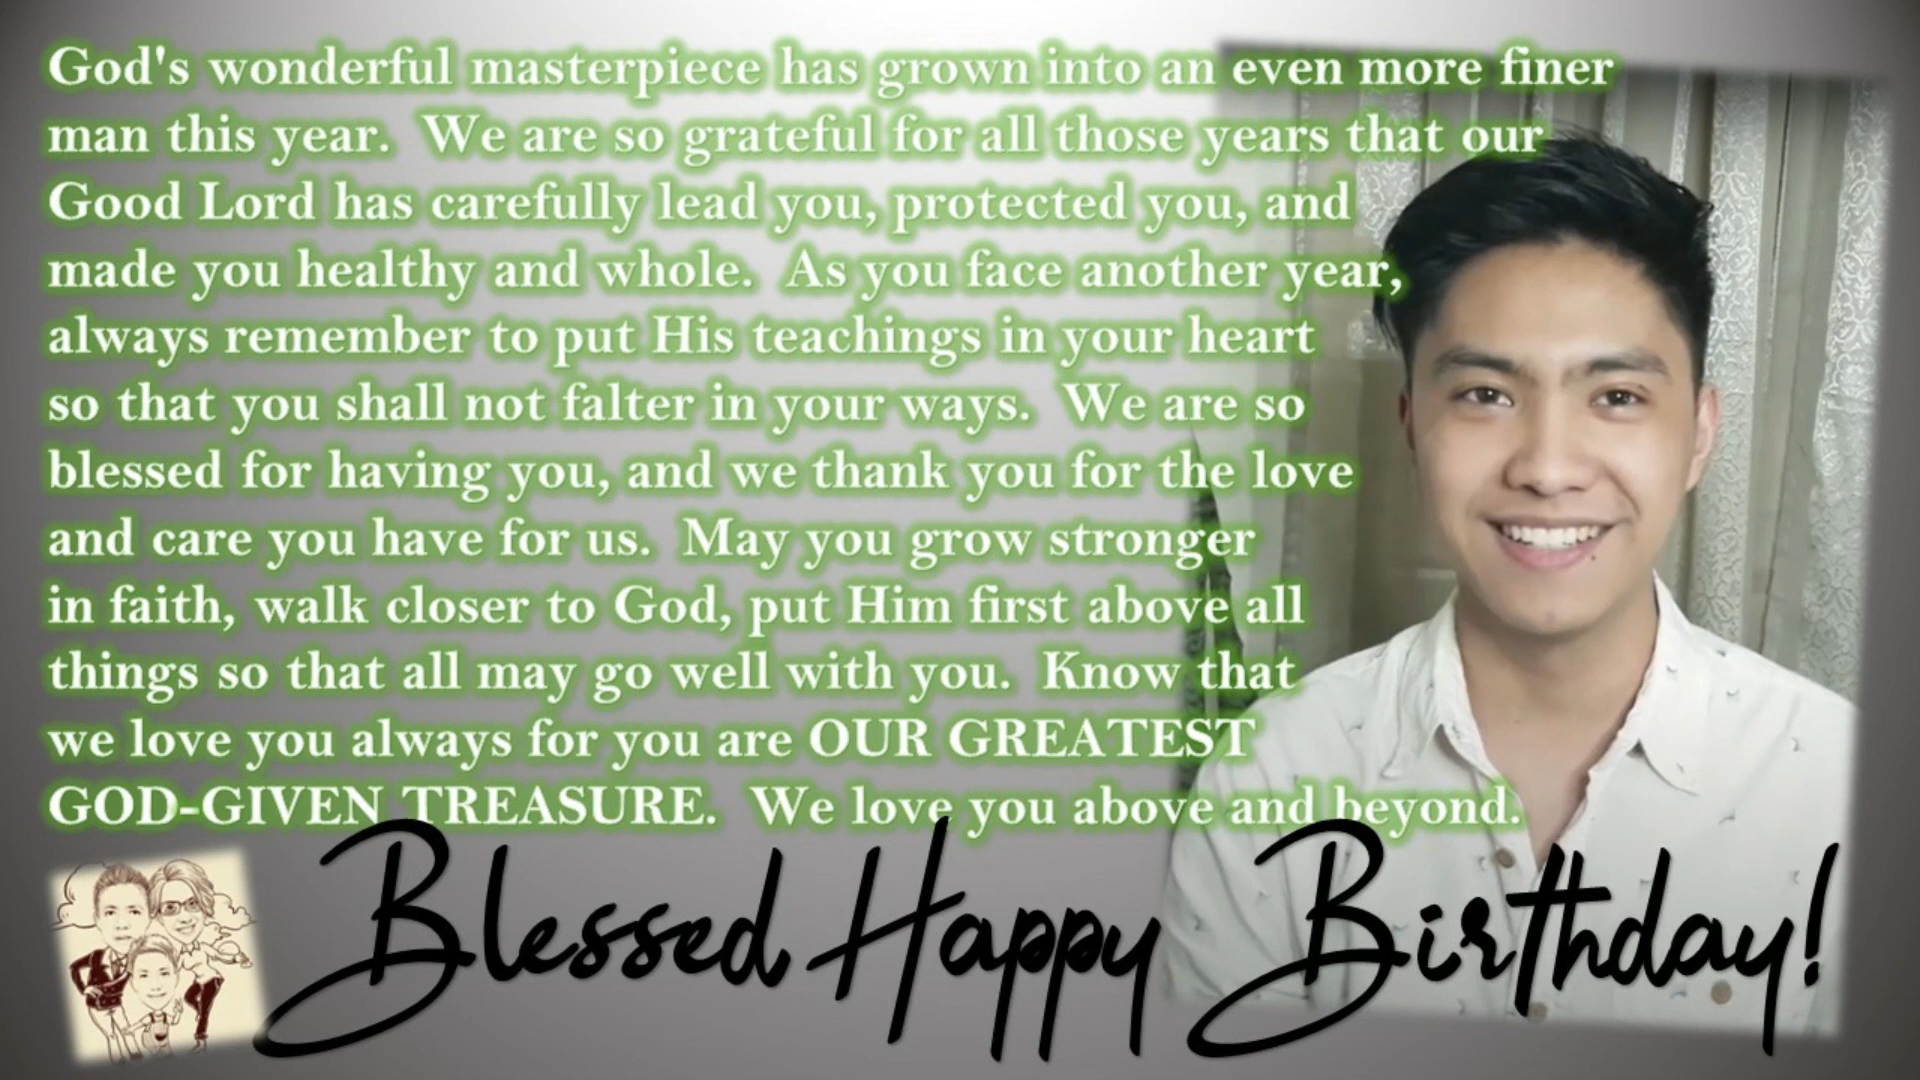 God's wonderful masterpiece has grown into an even more finer
man this year.  We are so grateful for all those years that our
Good Lord has carefully lead you, protected you, and
made you healthy and whole.  As you face another year,
always remember to put His teachings in your heart
so that you shall not falter in your ways.  We are so
blessed for having you, and we thank you for the love
and care you have for us.  May you grow stronger
in faith, walk closer to God, put Him first above all
things so that all may go well with you.  Know that
we love you always for you are OUR GREATEST
GOD-GIVEN TREASURE.  We love you above and beyond.
Blessed Happy Birthday!